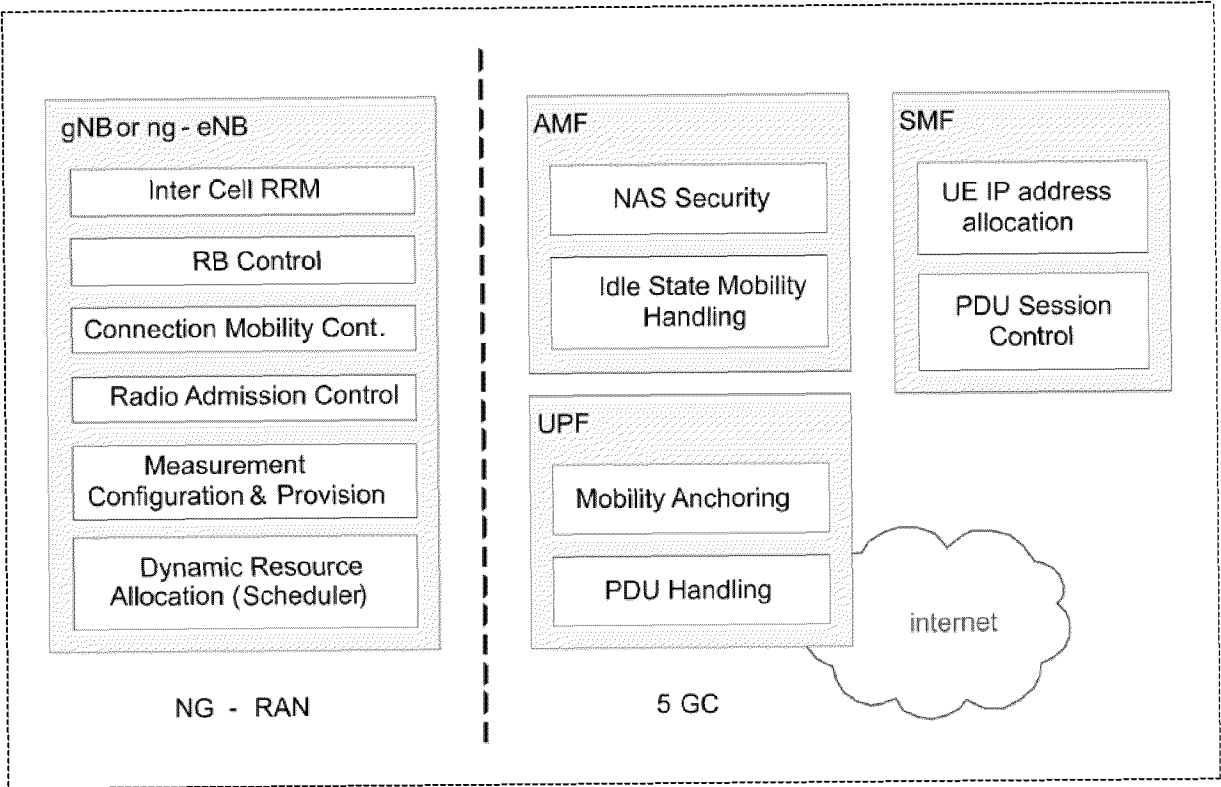 gNB or ng - eNB
Inter Cell RRM
RB Control
Connection Mobility Cont.
Radio Admission Control
Measurement
Configuration & Provision
Dynamic Resource
Allocation (Scheduler)
NG - RAN
AMF
NAS Security
Idle State Mobility
Handling
SMF
UE IP address
allocation
PDU Session
Control
UPF
Mobility Anchoring
PDU Handling
internet
5 GC